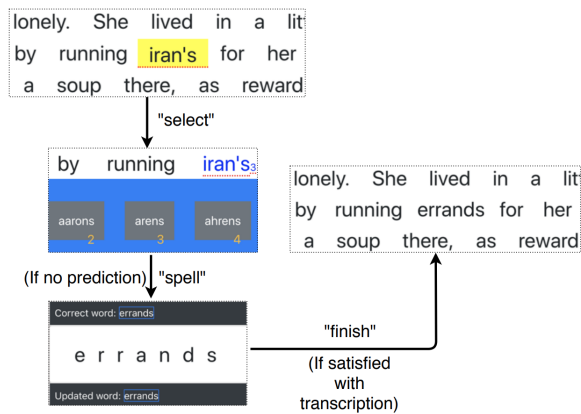 lonely. She lived in a lit
by running iran's for her
a soup there, as reward
"select"
by running iran's3
aarons arens ahrens
2 3 4
(If no prediction) "spell"
Correct word: errands
e r r a n d s
Updated word: errands
"finish"
(If satisfied
with
transcription)
lonely. She lived in a lit
by running errands for her
a soup there, as reward